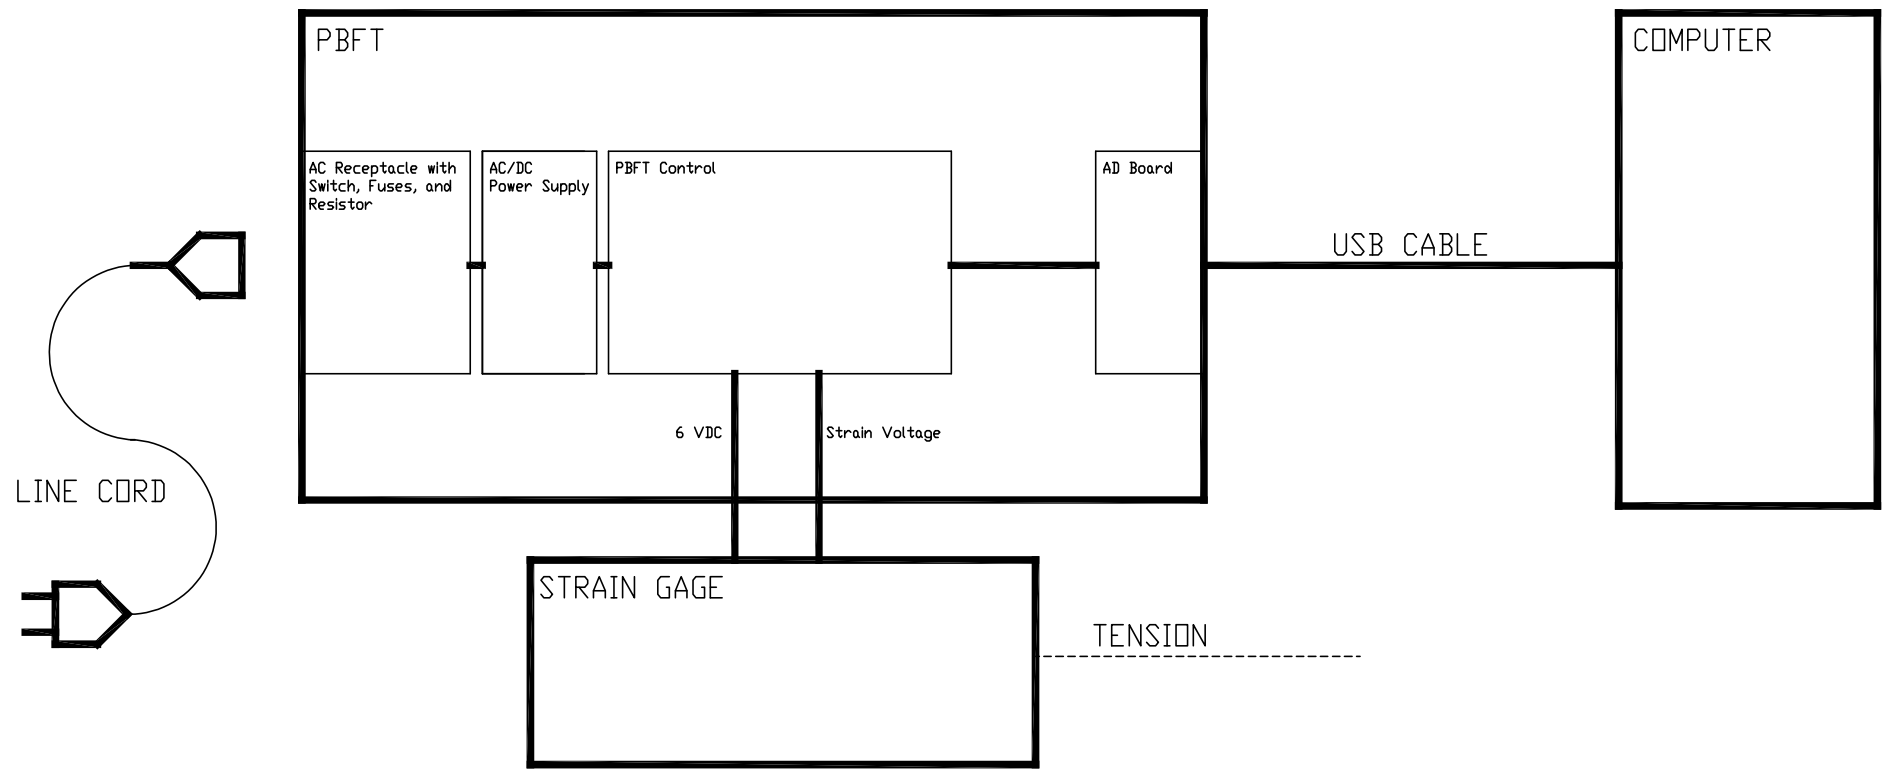 PBFT
COMPUTER
AC Receptacle with
Switch, Fuses, and
Resistor
AC/DC
Power Supply
PBFT Control
AD Board
USB CABLE
6 VDC
Strain Voltage
LINE CORD
STRAIN GAGE
TENSION